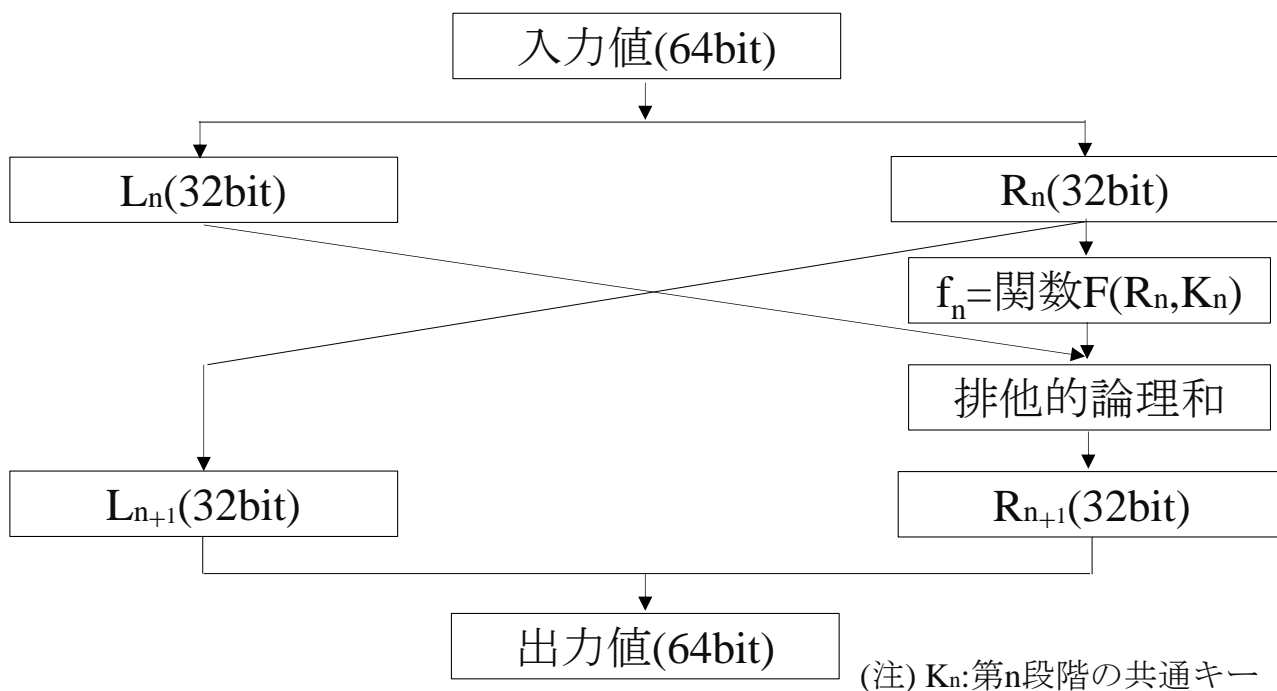 入力値(64bit)
Ln(32bit)
Rn(32bit)
fn=関数F(Rn,Kn)
排他的論理和
Ln+1(32bit)
Rn+1(32bit)
出力値(64bit)
(注) Kn:第n段階の共通キー